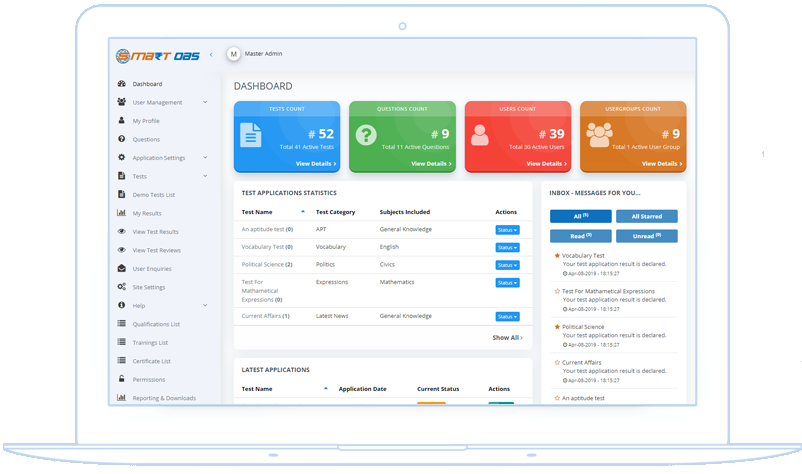 SMART OAS
M Master Admin
Dashboard
User Management
My Profile
Questions
Application Settings
Tests
Demo Tests List
My Results
View Test Results
View Test Reviews
User Enquiries
Site Settings
Help
Qualifications List
Trainings List
Certificate List
Permissions
Reporting & Downloads
DASHBOARD
TESTS COUNT
# 52
Total 41 Active Tests
View Details
QUESTIONS COUNT
# 9
Total 11 Active Questions
View Details
USERS COUNT
# 39
Total 30 Active Users
View Details
USERGROUPS COUNT
# 9
Total 1 Active User Group
View Details
TEST APPLICATIONS STATISTICS
Test Name Test Category Subjects Included Actions
An aptitude test (0) APT General Knowledge Status
Vocabulary Test (0) Vocabulary English Status
Political Science (2) Politics Civics Status
Test For Expressions Mathematics Status
Mathametical
Expressions (0)
Current Affairs (1) Latest News General Knowledge Status
Show All
LATEST APPLICATIONS
Test Name Application Date Current Status Actions
INBOX - MESSAGES FOR YOU...
All (5) All Starred
Read (5) Unread (0)
Vocabulary Test
Your test application result is declared.
Apr-08-2019 - 18:15:27
Test For Mathametical Expressions
Your test application result is declared.
Apr-08-2019 - 18:15:27
Political Science
Your test application result is declared.
Apr-08-2019 - 18:15:27
Current Affairs
Your test application result is declared.
Apr-08-2019 - 18:15:27
An aptitude test